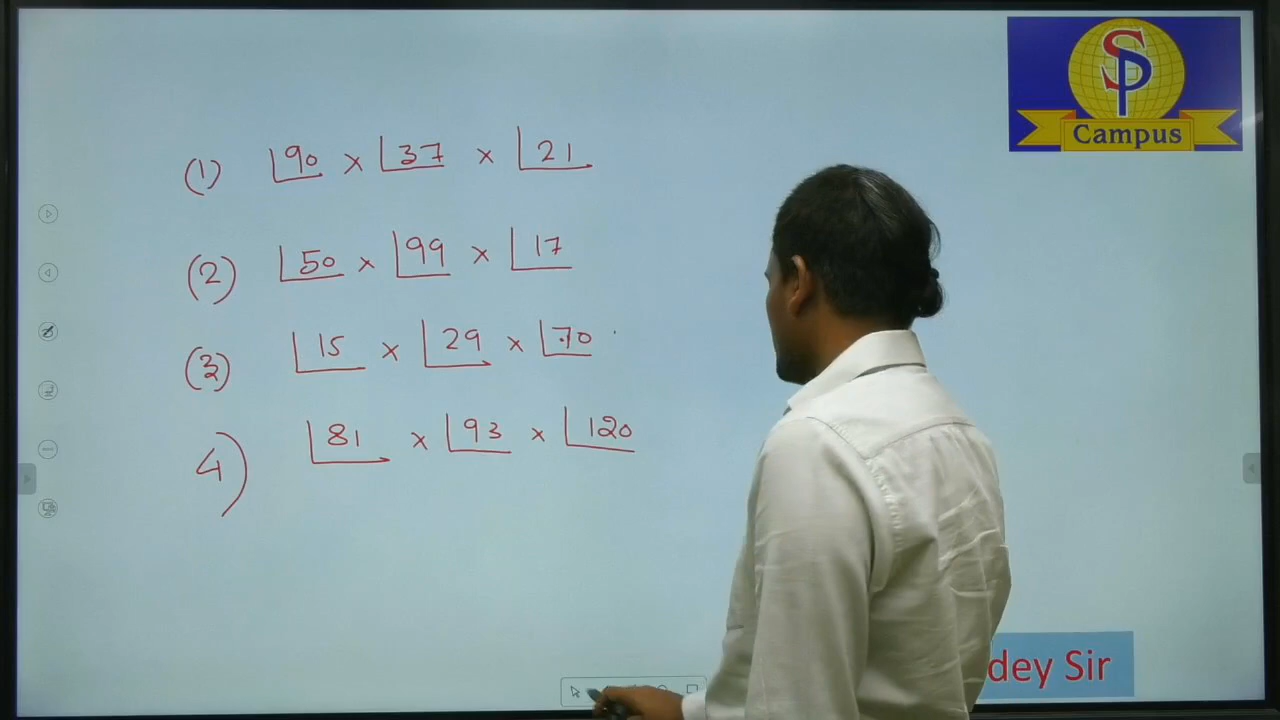 SP
Campus
(1) |90 × |37 × |21
(2) |50 × |99 × |17
(3) |15 × |29 × |70
4) |81 × |93 × |120
dey Sir